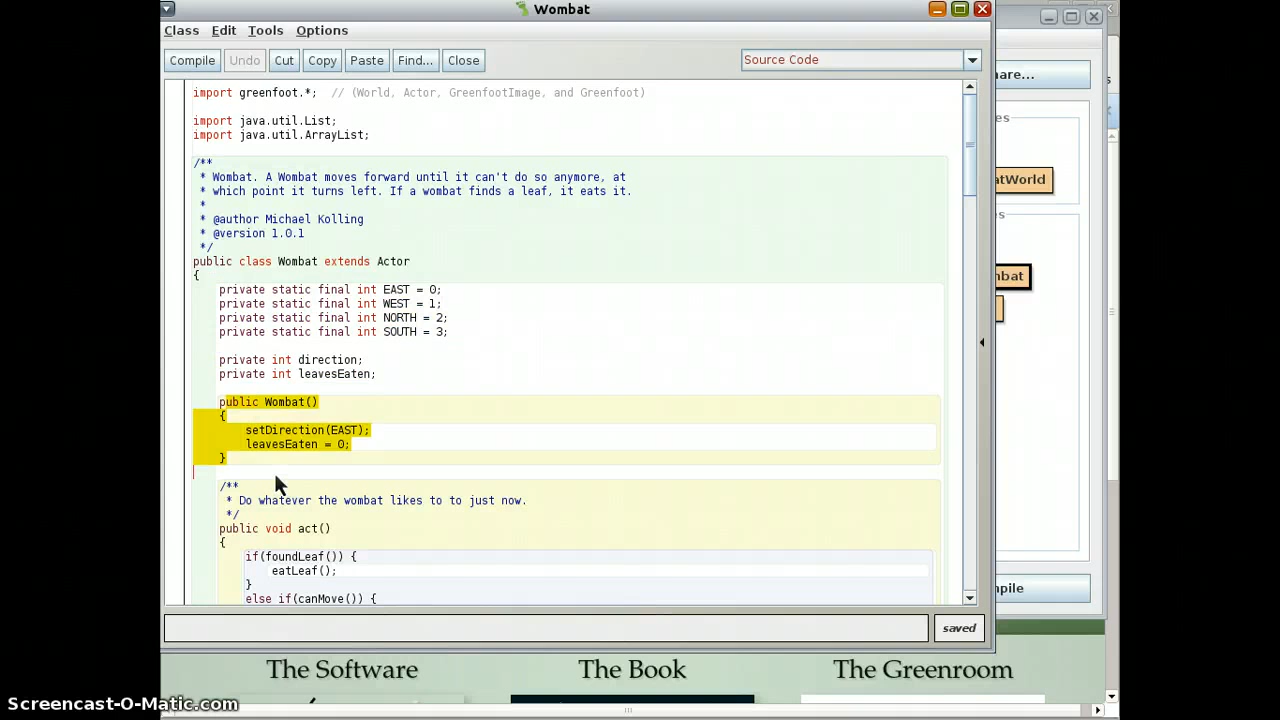 Wombat
Class Edit Tools Options
Compile Undo Cut Copy Paste Find... Close Source Code
import greenfoot.*;  // (World, Actor, GreenfootImage, and Greenfoot)
import java.util.List;
import java.util.ArrayList;
/**
* Wombat. A Wombat moves forward until it can't do so anymore, at
* which point it turns left. If a wombat finds a leaf, it eats it.
*
* @author Michael Kolling
* @version 1.0.1
*/
public class Wombat extends Actor
{
private static final int EAST = 0;
private static final int WEST = 1;
private static final int NORTH = 2;
private static final int SOUTH = 3;
private int direction;
private int leavesEaten;
public Wombat()
{
setDirection(EAST);
leavesEaten = 0;
}
/**
* Do whatever the wombat likes to to just now.
*/
public void act()
{
if(foundLeaf()) {
eatLeaf();
}
else if(canMove()) {
saved
hare...
es
atWorld
es
mbat
mpile
The Software The Book The Greenroom
Screencast-O-Matic.com